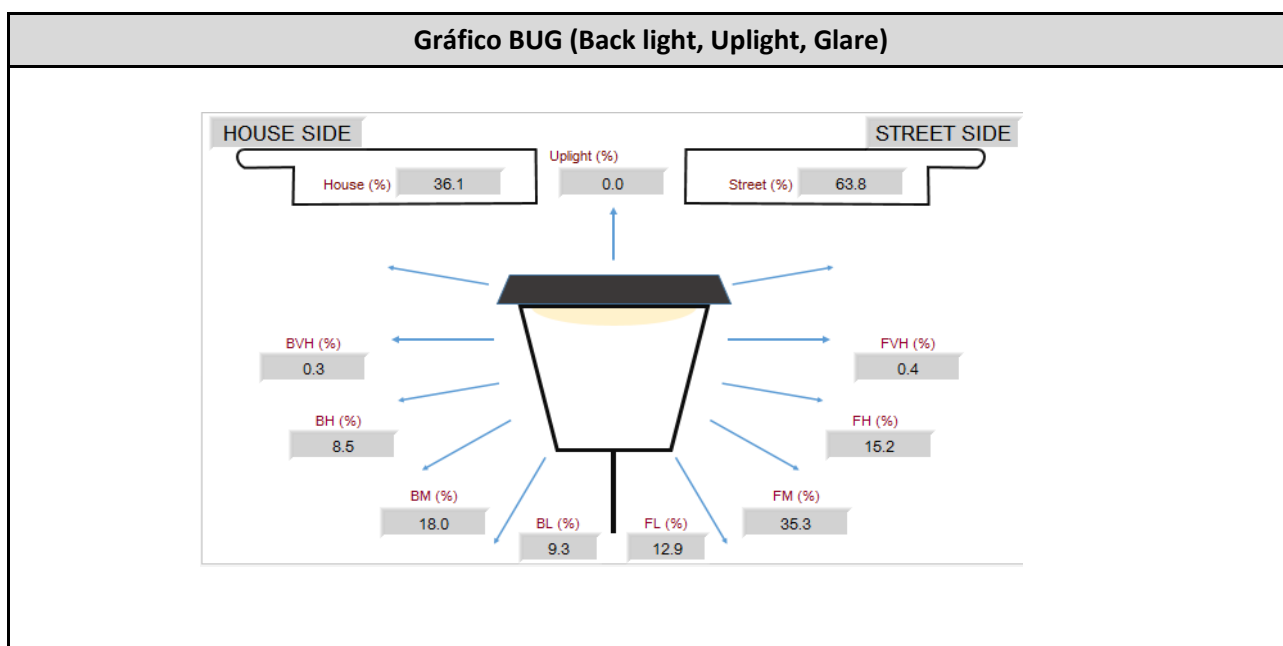 Gráfico BUG (Back light, Uplight, Glare)
HOUSE SIDE
STREET SIDE
Uplight (%)
House (%) 36.1
0.0
Street (%) 63.8
BVH (%)
0.3
FVH (%)
0.4
BH (%)
8.5
FH (%)
15.2
BM (%)
18.0
FM (%)
35.3
BL (%)
9.3
FL (%)
12.9